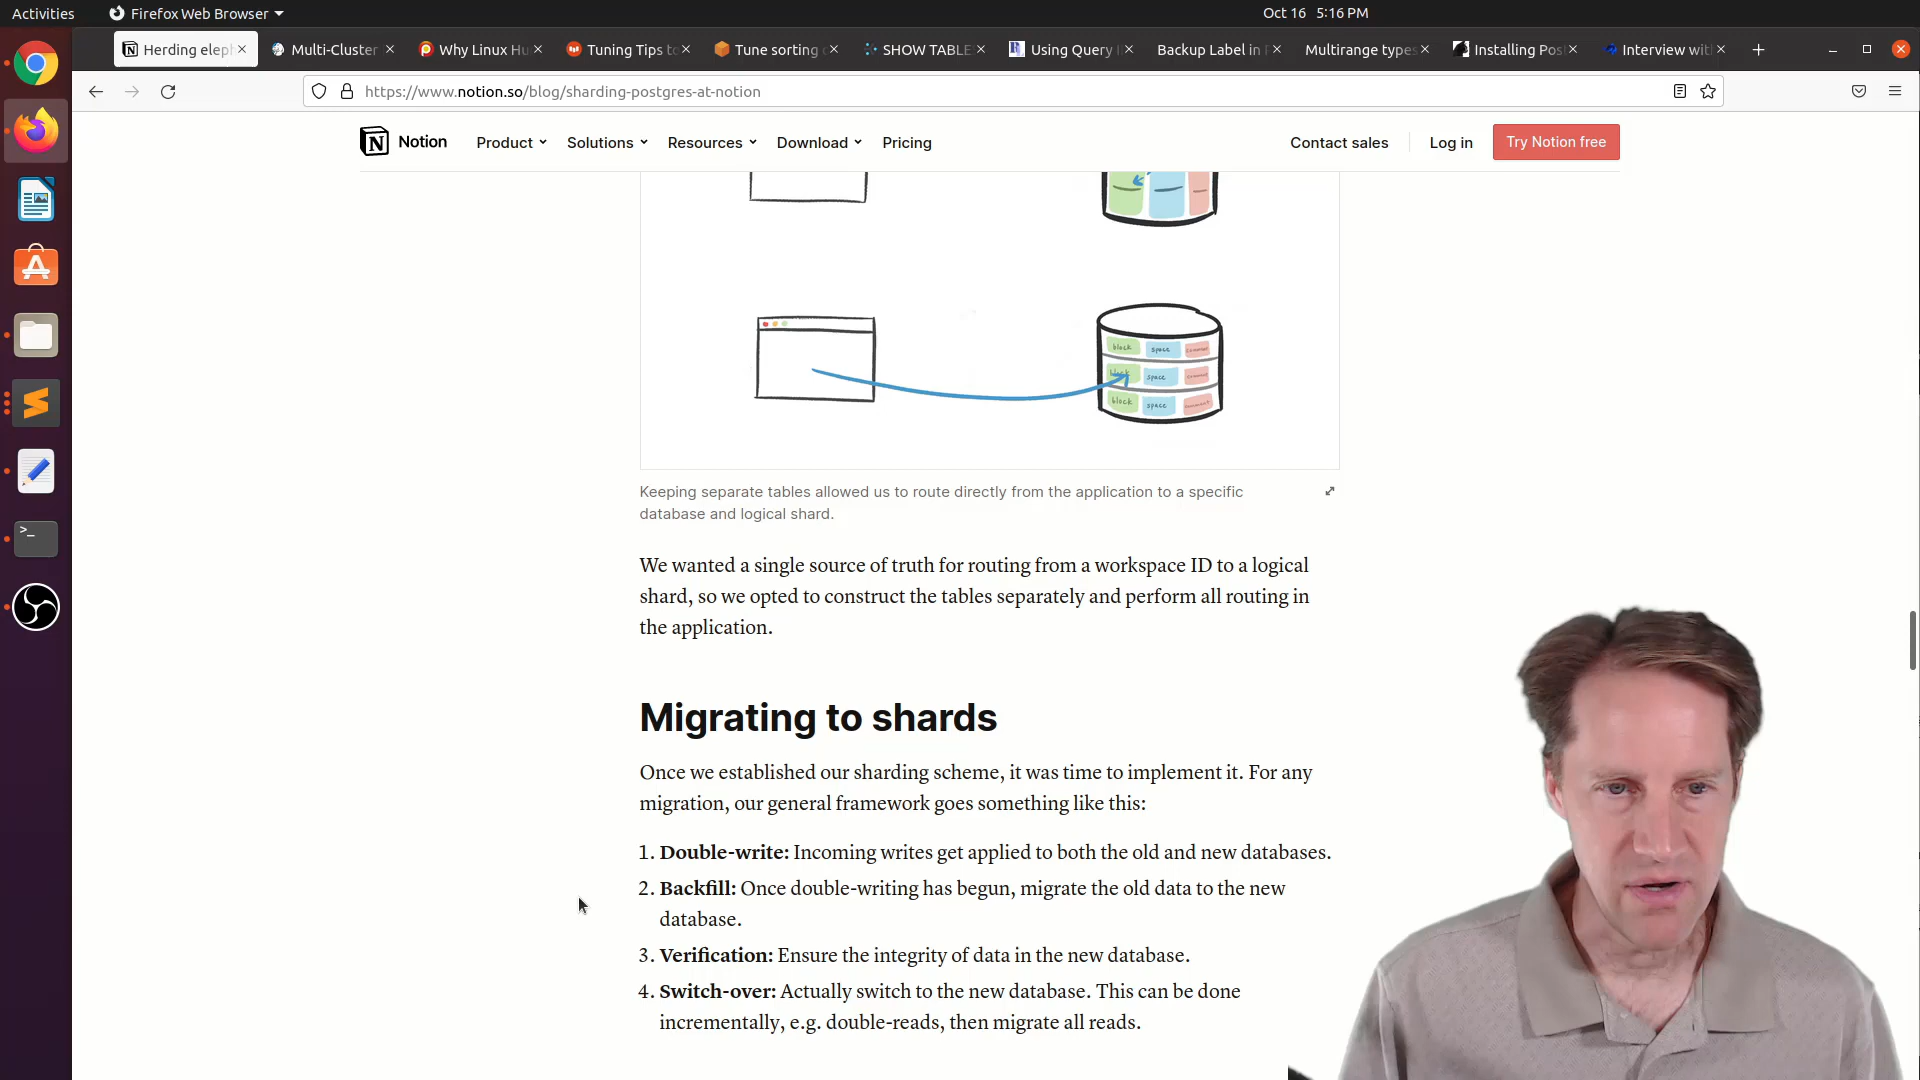 Activities
Firefox Web Browser
Oct 16 5:16 PM
Herding elep
Multi-Cluster
Why Linux Hu
Tuning Tips to
Tune sorting
SHOW TABLE
Using Query
Backup Label in
Multirange types
Installing Pos
Interview wit
https://www.notion.so/blog/sharding-postgres-at-notion
Notion
Product
Solutions
Resources
Download
Pricing
Contact sales
Log in
Try Notion free
block space
block space
block space
Keeping separate tables allowed us to route directly from the application to a specific
database and logical shard.
We wanted a single source of truth for routing from a workspace ID to a logical
shard, so we opted to construct the tables separately and perform all routing in
the application.
Migrating to shards
Once we established our sharding scheme, it was time to implement it. For any
migration, our general framework goes something like this:
1. Double-write: Incoming writes get applied to both the old and new databases.
2. Backfill: Once double-writing has begun, migrate the old data to the new
database.
3. Verification: Ensure the integrity of data in the new database.
4. Switch-over: Actually switch to the new database. This can be done
incrementally, e.g. double-reads, then migrate all reads.